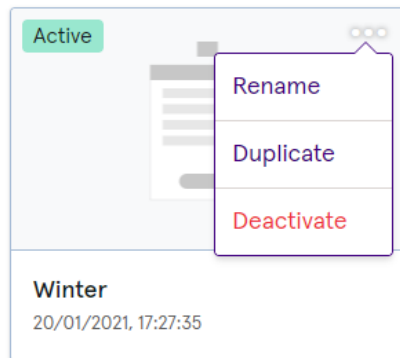 Active
Rename
Duplicate
Deactivate
Winter
20/01/2021, 17:27:35